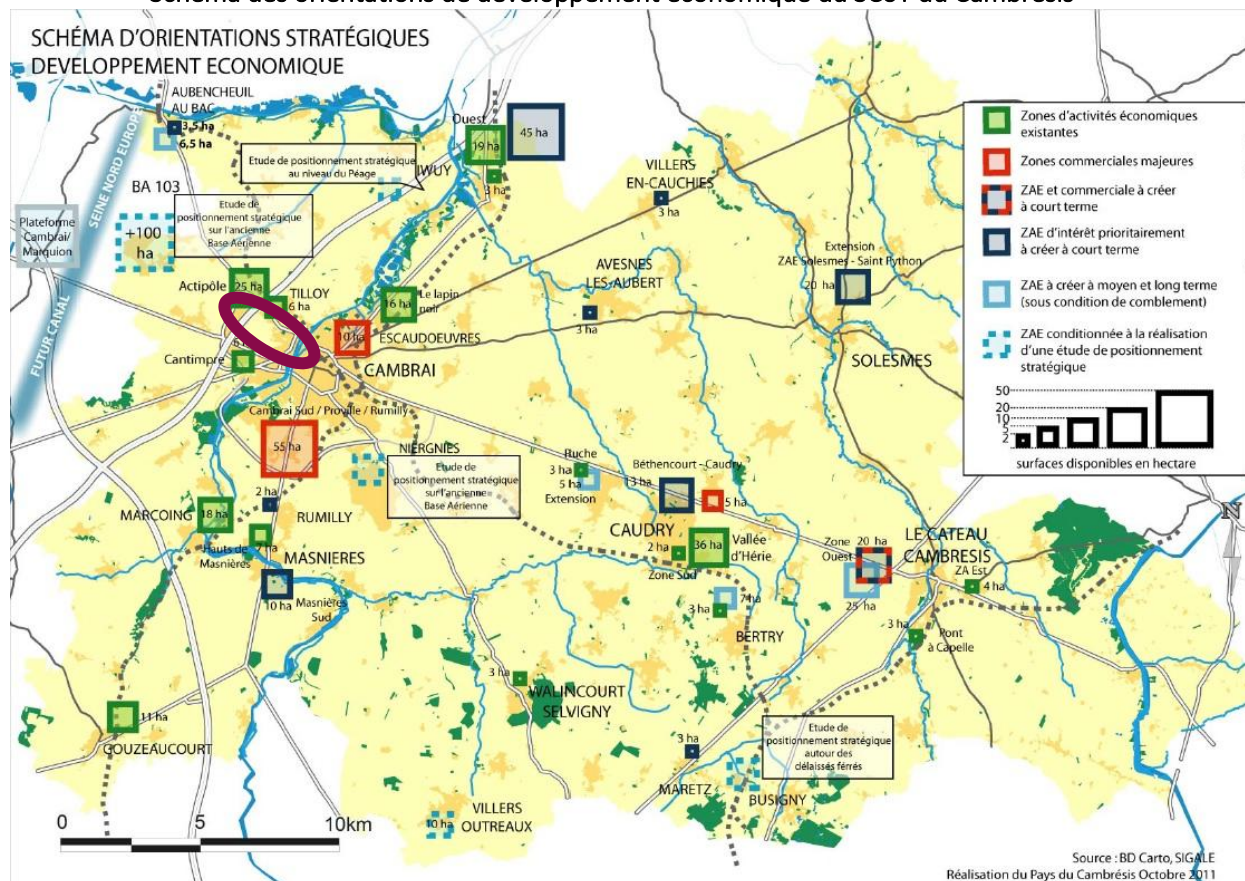 Schéma des orientations de développement économique du SCoT du Cambrésis
SCHÉMA D'ORIENTATIONS STRATÉGIQUES
DEVELOPPEMENT ECONOMIQUE
AUBENCHEUIL
AU BAC
3,5 ha
6,5 ha
BA 103
SEINE NORD EUROPE
FUTUR CANAL
Plateforme
Cambrai/
Marquion
+100
ha
Etude de positionnement stratégique
au niveau du Péage
Etude de
positionnement stratégique
sur l'ancienne
Base Aérienne
Ouest
19 ha
45 ha
IWUY
3 ha
VILLERS
EN-CAUCHIES
3 ha
Actipôle
25 ha
TILLOY
6 ha
Cantimpre
16 ha
Le lapin
noir
10 ha
ESCAUDOEUVRES
CAMBRAI
AVESNES
LES-AUBERT
3 ha
Extension
ZAE Solesmes - Saint Python
20 ha
SOLESMES
Cambrai Sud / Proville / Rumilly
55 ha
NIERGNIES
Etude de
positionnement stratégique
sur l'ancienne
Base Aérienne
Ruche
3 ha
5 ha
Extension
Béthencourt - Caudry
13 ha
5 ha
CAUDRY
2 ha
Zone Sud
36 ha
Vallée
d'Hérie
3 ha
7 ha
BERTRY
2 ha
RUMILLY
MARCOING
18 ha
Hauts de
Masnières
MASNIERES
10 ha
Masnières
Sud
Zone
Ouest
20 ha
25 ha
LE CATEAU
CAMBRESIS
ZA Est
4 ha
3 ha
Pont
à Capelle
11 ha
GOUZEAUCOURT
3 ha
WALINCOURT
SELVIGNY
VILLERS
OUTREAUX
10 ha
3 ha
MARETZ
Etude de
positionnement stratégique
autour des
délaissés férrés
BUSIGNY
Zones d'activités économiques
existantes
Zones commerciales majeures
ZAE et commerciale à créer
à court terme
ZAE d'intérêt prioritairement
à créer à court terme
ZAE à créer à moyen et long terme
(sous condition de comblement)
ZAE conditionnée à la réalisation
d'une étude de positionnement
stratégique
50
20
10
5
2
surfaces disponibles en hectare
N
0 5 10km
Source : BD Carto, SIGALE
Réalisation du Pays du Cambrésis Octobre 2011